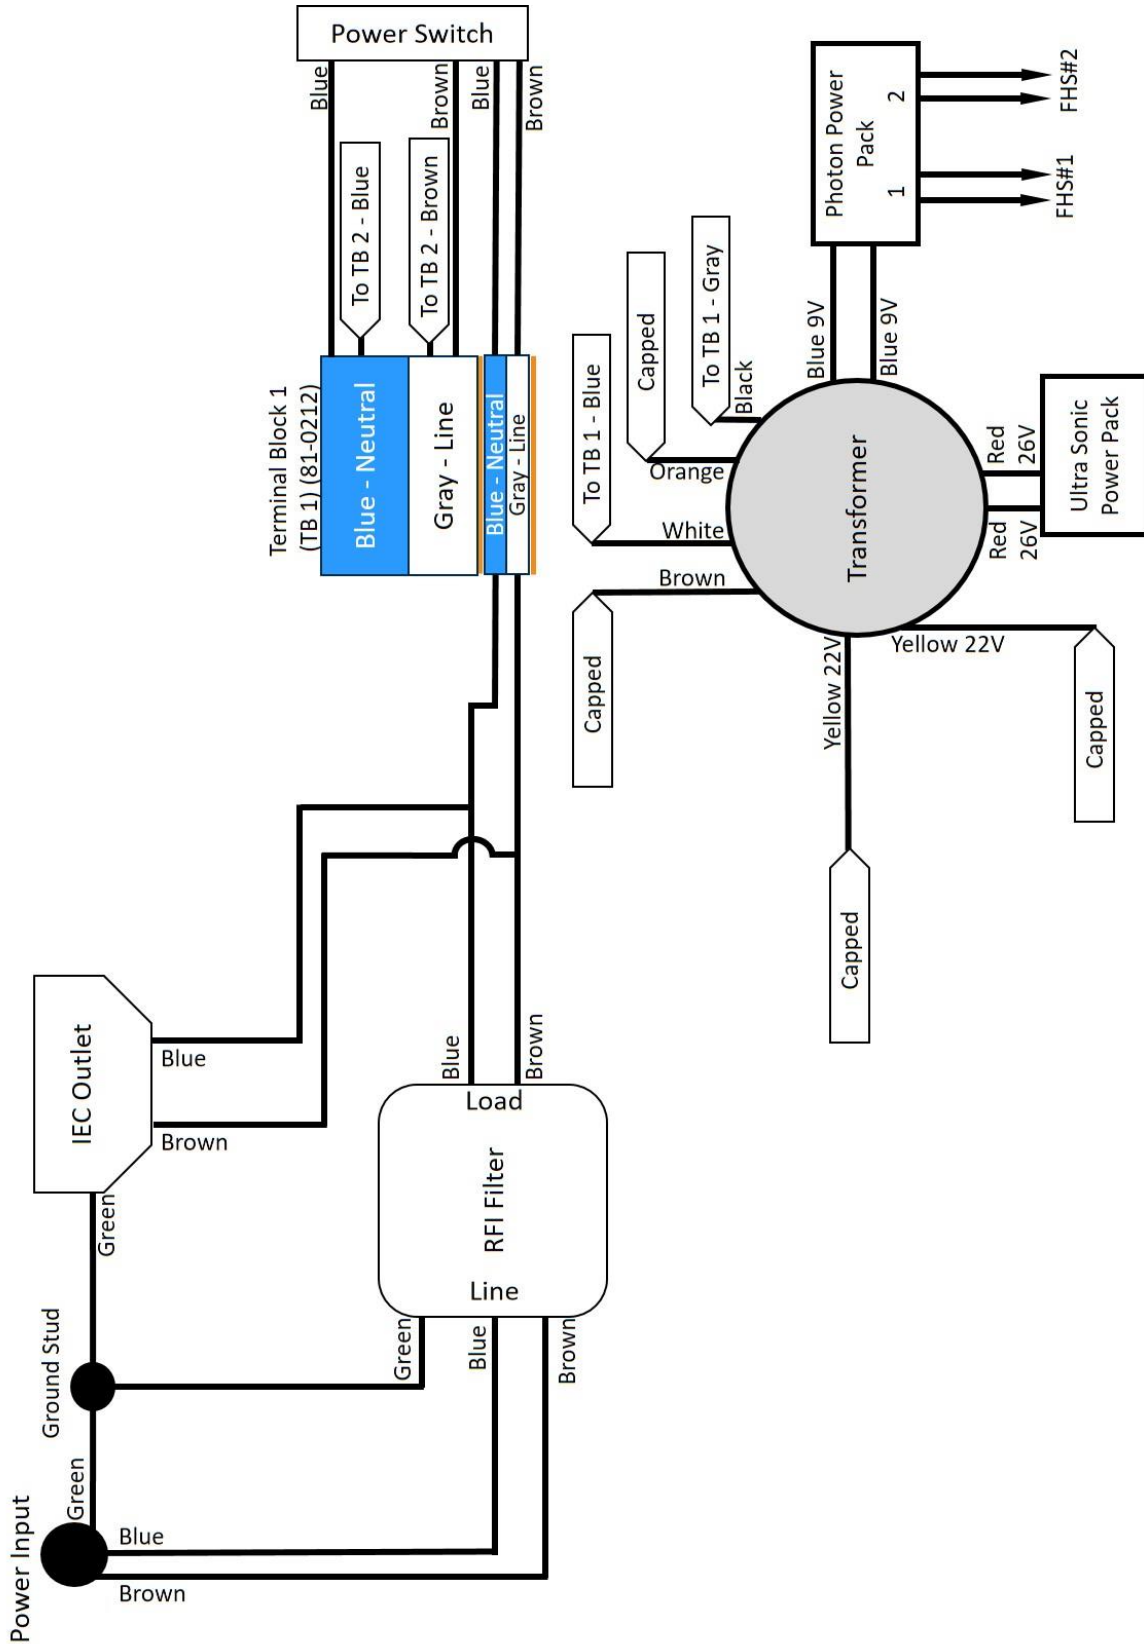 Power Switch
Blue
Brown
Blue
Brown
To TB 2 - Blue
To TB 2 - Brown
Terminal Block 1
(TB 1) (81-0212)
Blue - Neutral
Gray - Line
Blue - Neutral
Gray - Line
Photon Power
Pack
1
2
FHS#1
FHS#2
Blue 9V
Blue 9V
To TB 1 - Gray
Black
Capped
Orange
To TB 1 - Blue
White
Brown
Capped
Transformer
Red
26V
Red
26V
Ultra Sonic
Power Pack
Yellow 22V
Yellow 22V
Capped
Capped
IEC Outlet
Blue
Brown
Green
Blue
Brown
Load
RFI Filter
Line
Green
Blue
Brown
Ground Stud
Green
Power Input
Blue
Brown